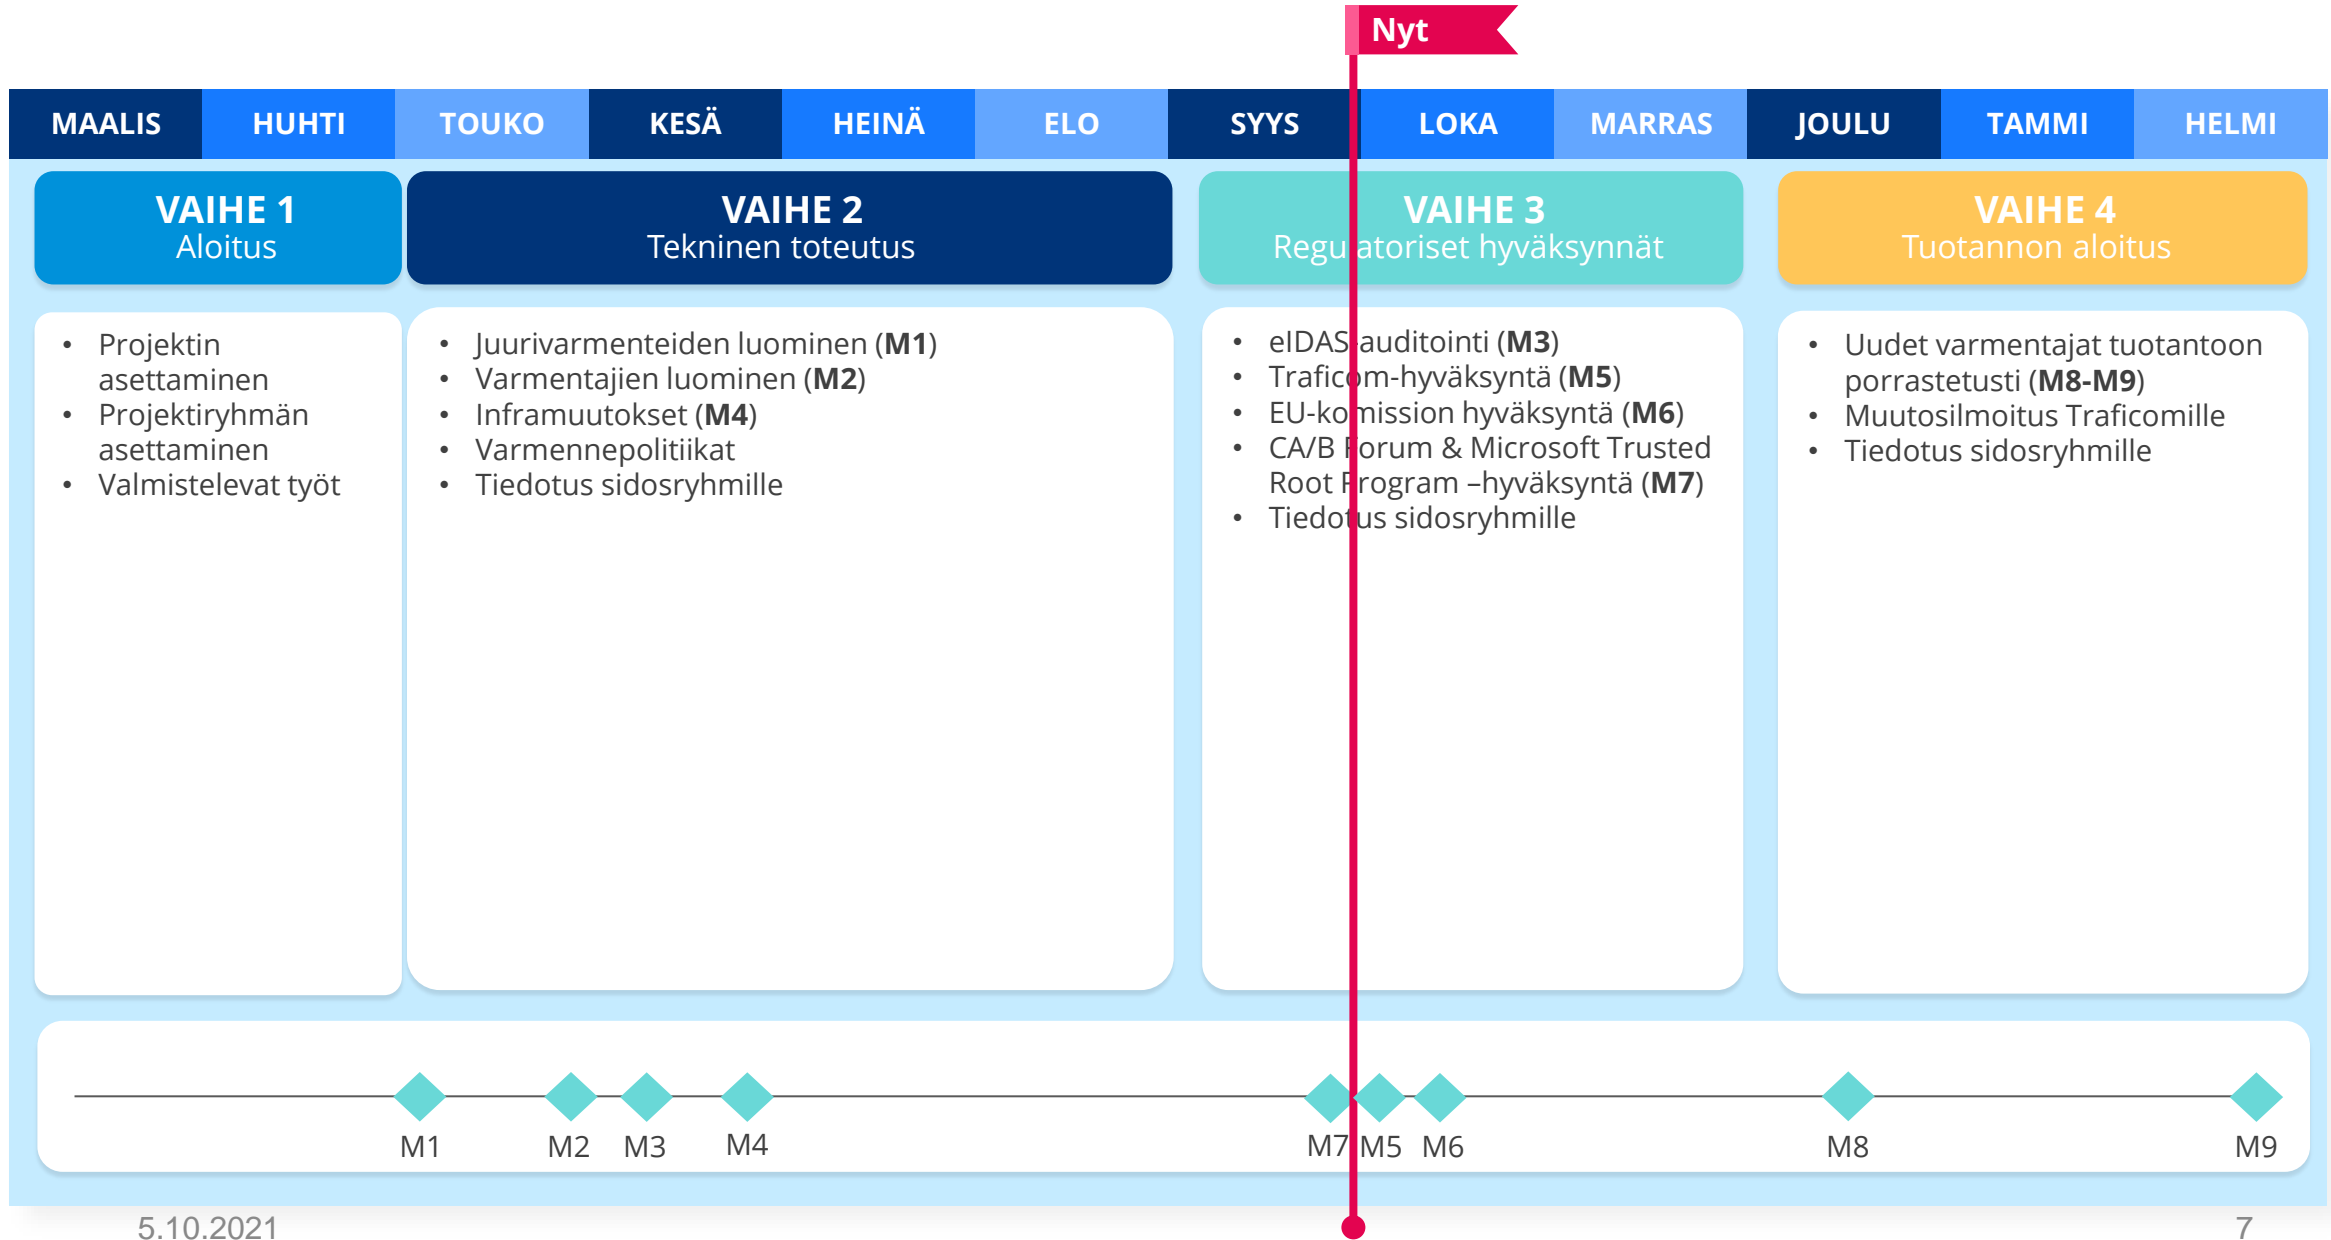 Nyt
MAALIS HUHTI TOUKO KESÄ HEINÄ ELO SYYS LOKA MARRAS JOULU TAMMI HELMI
VAIHE 1
Aloitus
VAIHE 2
Tekninen toteutus
VAIHE 3
Regulatoriset hyväksynnät
VAIHE 4
Tuotannon aloitus
• Projektin
asettaminen
• Projektiryhmän
asettaminen
• Valmistelevat työt
• Juurivarmenteiden luominen (M1)
• Varmentajien luominen (M2)
• Inframuutokset (M4)
• Varmennepolitiikat
• Tiedotus sidosryhmille
• eIDAS-auditointi (M3)
• Traficom-hyväksyntä (M5)
• EU-komission hyväksyntä (M6)
• CA/B Forum & Microsoft Trusted
Root Program –hyväksyntä (M7)
• Tiedotus sidosryhmille
• Uudet varmentajat tuotantoon
porrastetusti (M8-M9)
• Muutosilmoitus Traficomille
• Tiedotus sidosryhmille
M1 M2 M3 M4 M7 M5 M6 M8 M9
5.10.2021
7